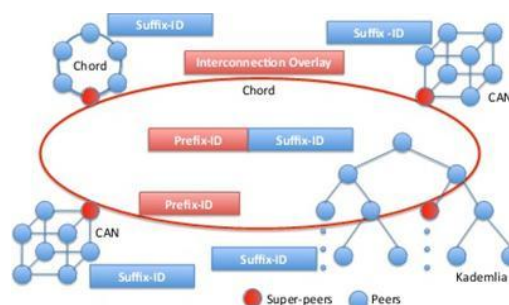 Suffix-ID
Suffix -ID
Chord
Interconnection Overlay
Chord
CAN
Prefix-ID Suffix-ID
Prefix-ID
CAN
Suffix-ID
Suffix-ID
Kademlia
Super-peers Peers